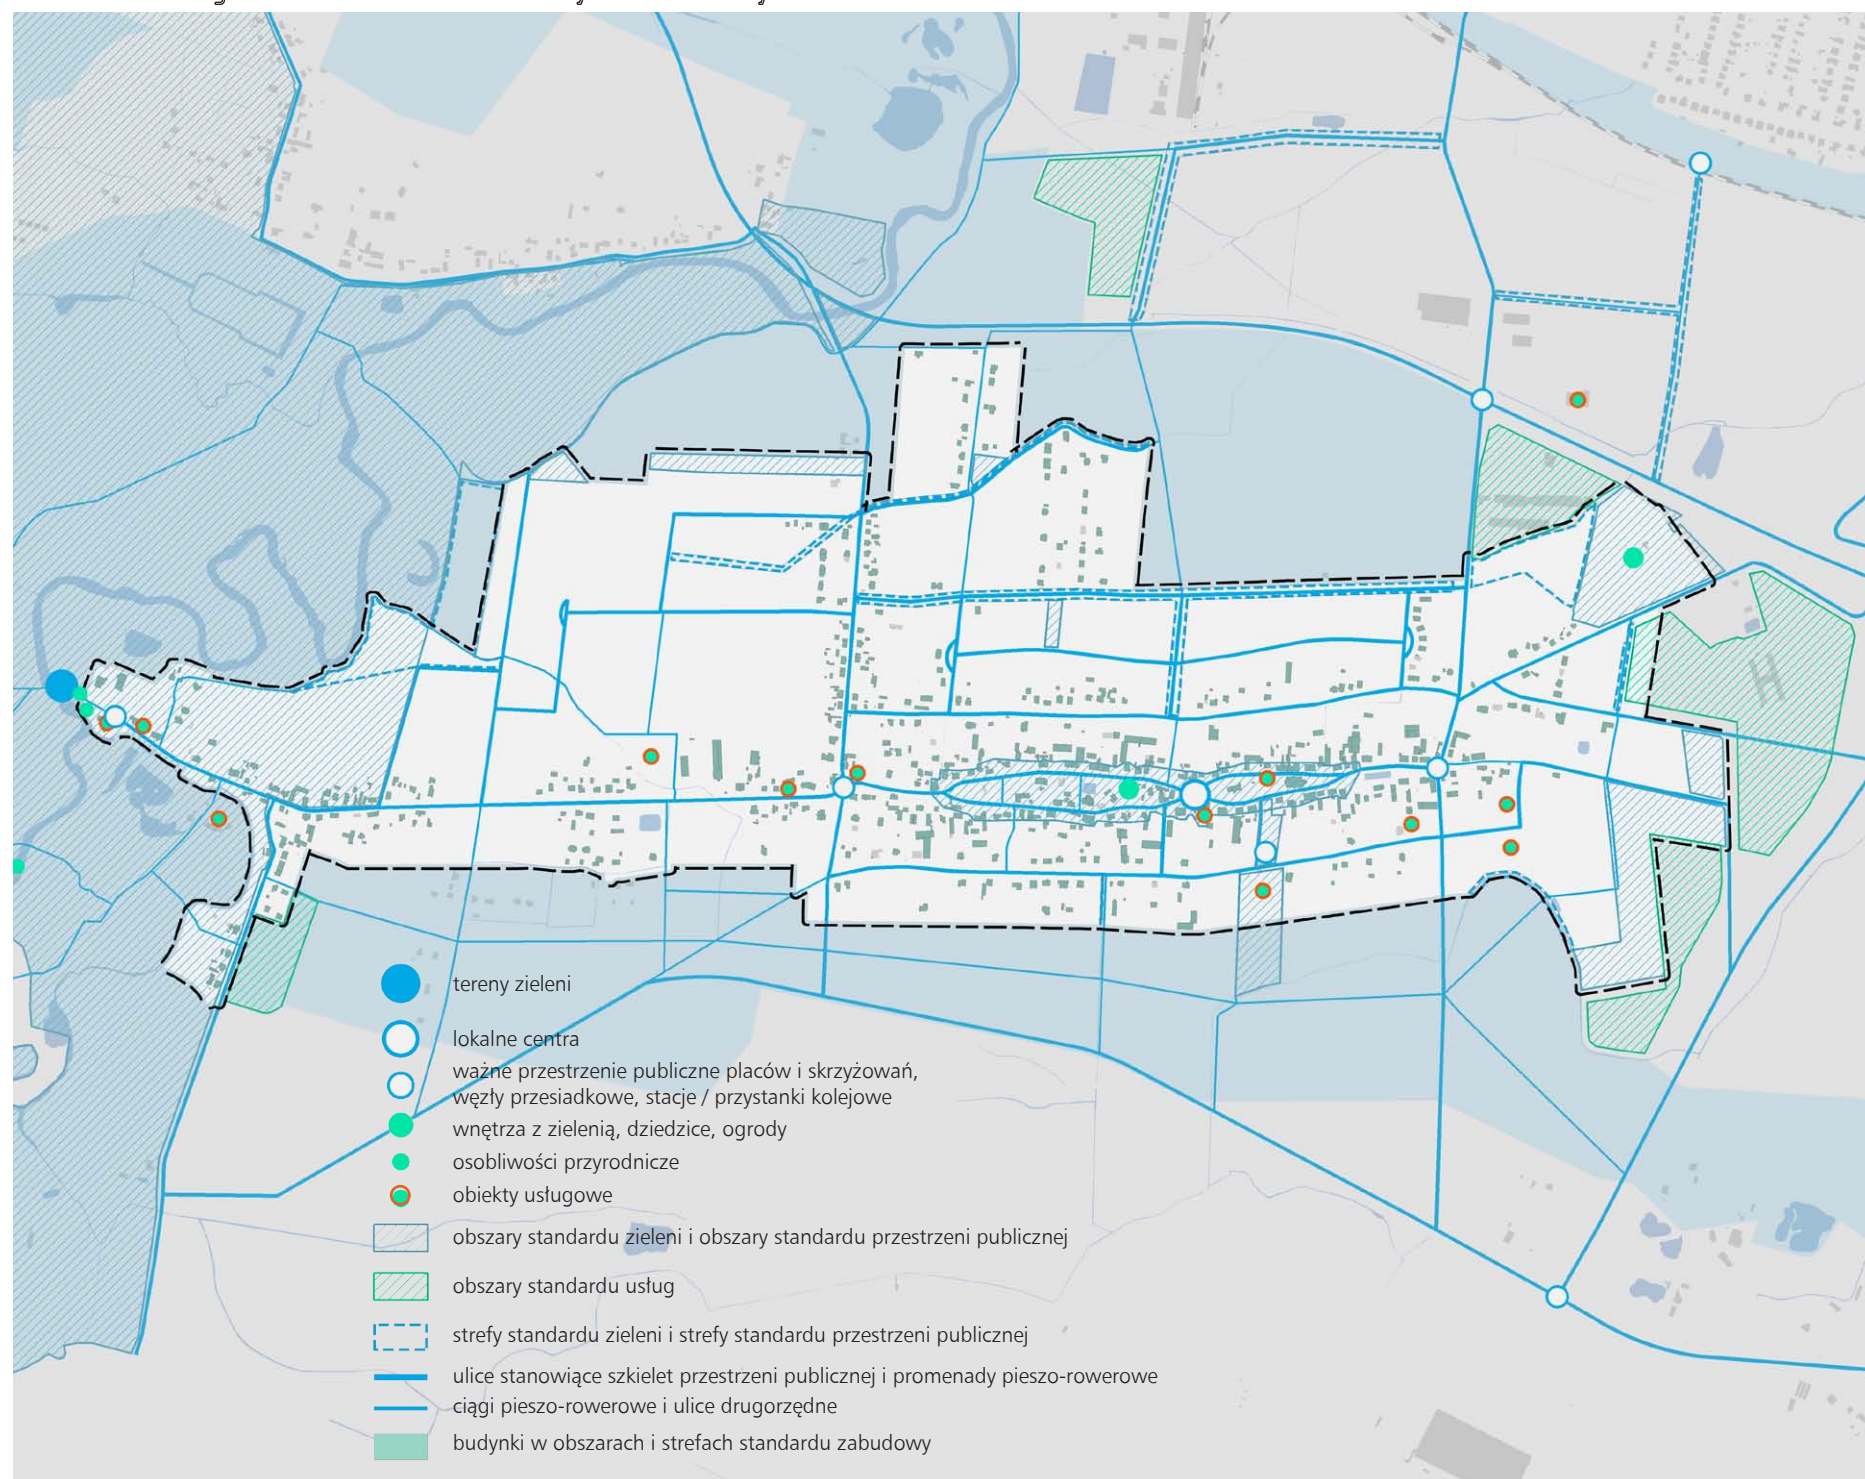 tereny zieleni
lokalne centra
ważne przestrzenie publiczne placów i skrzyżowań,
węzły przesiadkowe, stacje / przystanki kolejowe
wnętrza z zielenią, dziedzice, ogrody
osobliwości przyrodnicze
obiekty usługowe
obszary standardu zieleni i obszary standardu przestrzeni publicznej
obszary standardu usług
strefy standardu zieleni i strefy standardu przestrzeni publicznej
ulice stanowiące szkielet przestrzeni publicznej i promenady pieszo-rowerowe
ciągi pieszo-rowerowe i ulice drugorzędne
budynki w obszarach i strefach standardu zabudowy